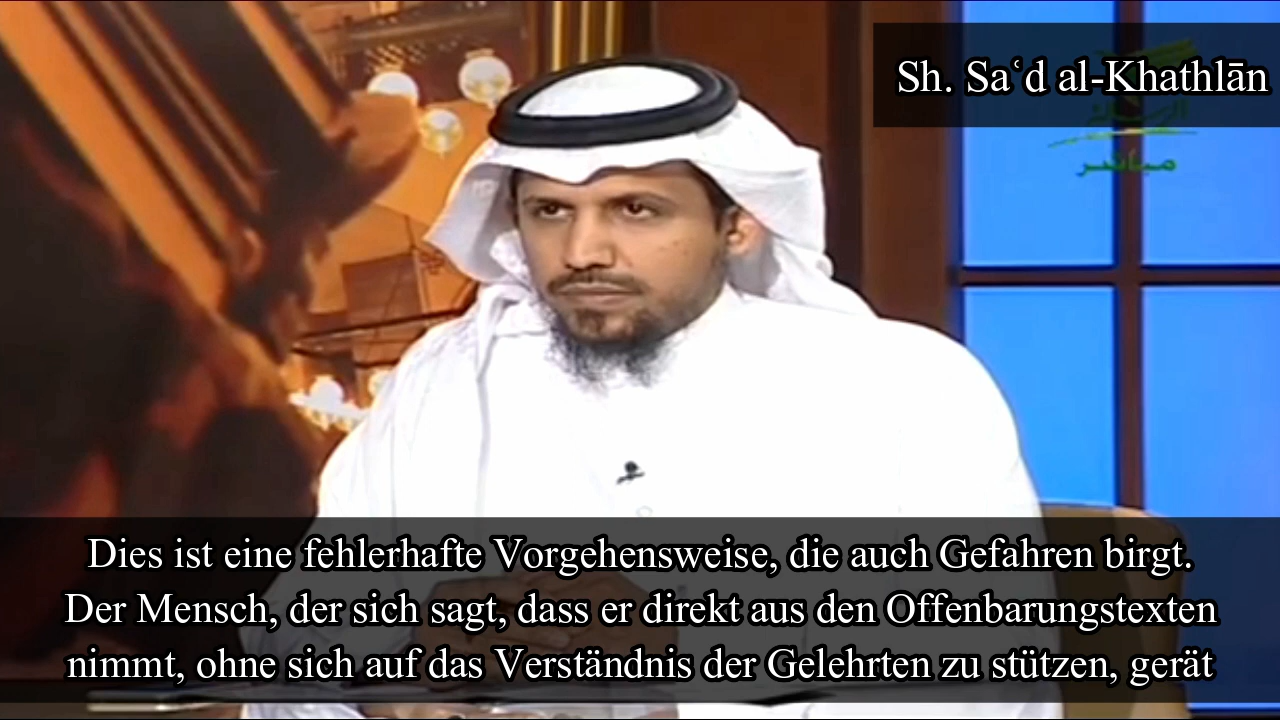 Sh. Saʿd al-Khathlān
مباشر
Dies ist eine fehlerhafte Vorgehensweise, die auch Gefahren birgt.
Der Mensch, der sich sagt, dass er direkt aus den Offenbarungstexten
nimmt, ohne sich auf das Verständnis der Gelehrten zu stützen, gerät